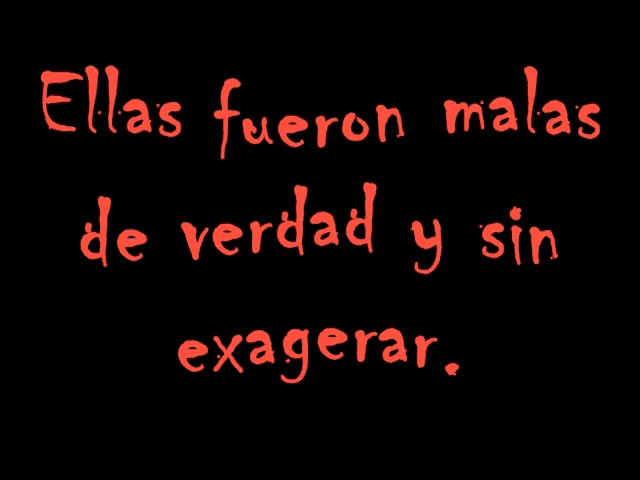 Ellas fueron malas
de verdad y sin
exagerar.